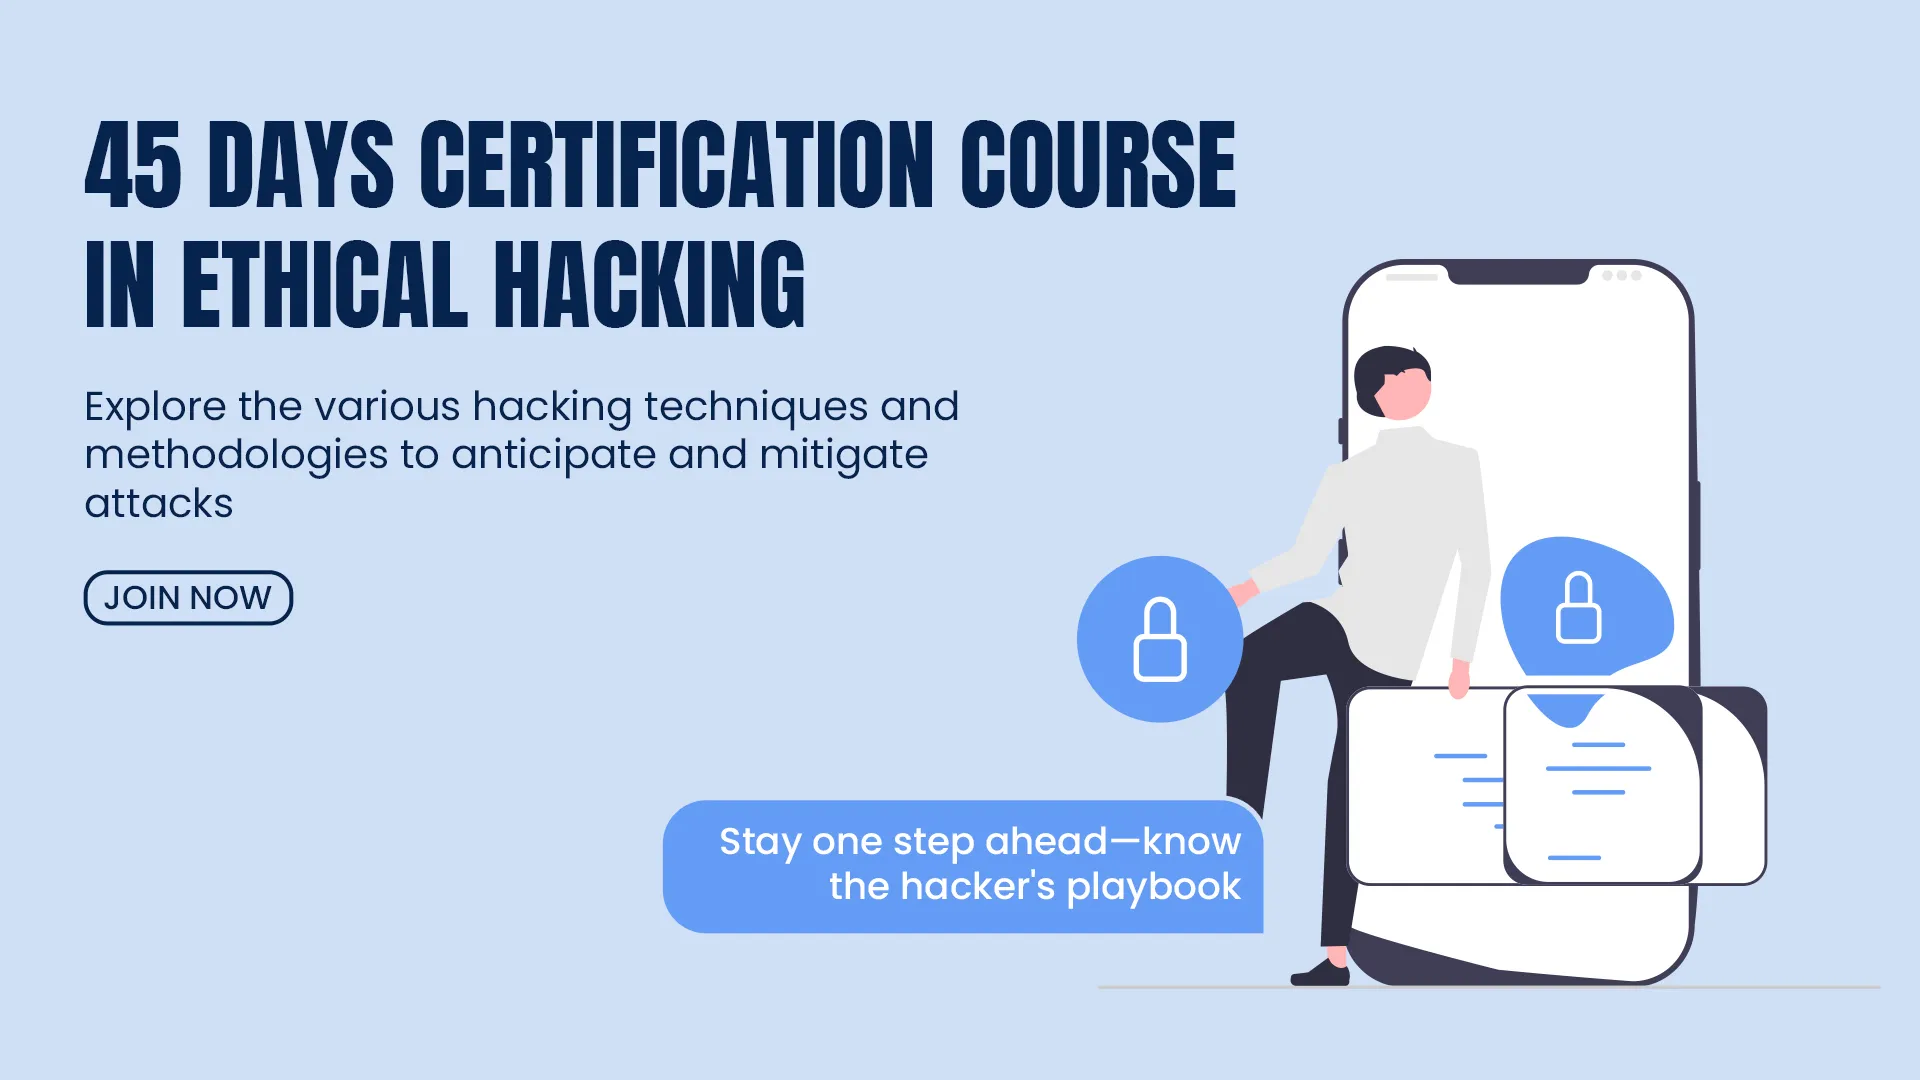 45 DAYS CERTIFICATION COURSE
IN ETHICAL HACKING
Explore the various hacking techniques and
methodologies to anticipate and mitigate
attacks
JOIN NOW
Stay one step ahead—know
the hacker's playbook